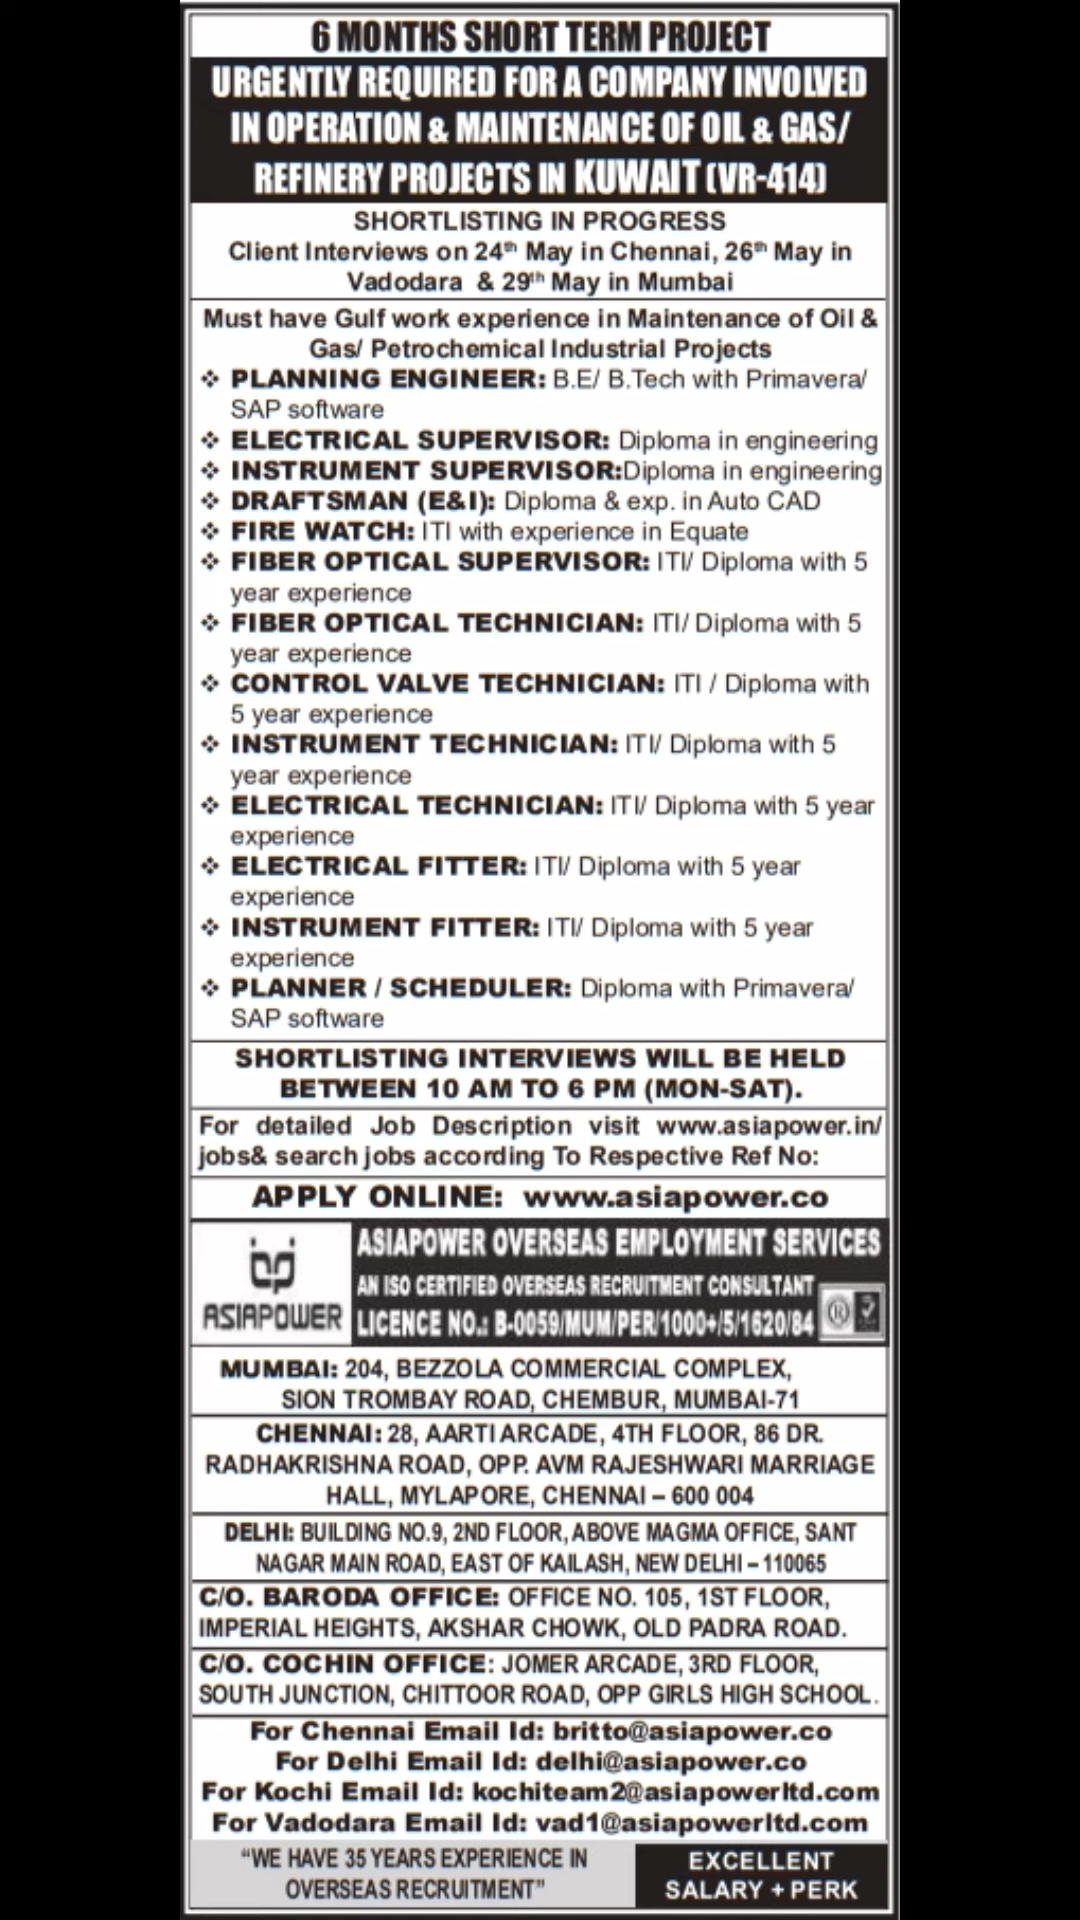 6 MONTHS SHORT TERM PROJECT
URGENTLY REQUIRED FOR A COMPANY INVOLVED
IN OPERATION & MAINTENANCE OF OIL & GAS/
REFINERY PROJECTS IN KUWAIT (VR-414)
SHORTLISTING IN PROGRESS
Client Interviews on 24th May in Chennai, 26th May in
Vadodara & 29th May in Mumbai
Must have Gulf work experience in Maintenance of Oil &
Gas/ Petrochemical Industrial Projects
❖ PLANNING ENGINEER: B.E/ B.Tech with Primavera/
SAP software
❖ ELECTRICAL SUPERVISOR: Diploma in engineering
❖ INSTRUMENT SUPERVISOR:Diploma in engineering
❖ DRAFTSMAN (E&I): Diploma & exp. in Auto CAD
❖ FIRE WATCH: ITI with experience in Equate
❖ FIBER OPTICAL SUPERVISOR: ITI/ Diploma with 5
year experience
❖ FIBER OPTICAL TECHNICIAN: ITI/ Diploma with 5
year experience
❖ CONTROL VALVE TECHNICIAN: ITI / Diploma with
5 year experience
❖ INSTRUMENT TECHNICIAN: ITI/ Diploma with 5
year experience
❖ ELECTRICAL TECHNICIAN: ITI/ Diploma with 5 year
experience
❖ ELECTRICAL FITTER: ITI/ Diploma with 5 year
experience
❖ INSTRUMENT FITTER: ITI/ Diploma with 5 year
experience
❖ PLANNER / SCHEDULER: Diploma with Primavera/
SAP software
SHORTLISTING INTERVIEWS WILL BE HELD
BETWEEN 10 AM TO 6 PM (MON-SAT).
For detailed Job Description visit www.asiapower.in/
jobs& search jobs according To Respective Ref No:
APPLY ONLINE: www.asiapower.co
ASIAPOWER
ASIAPOWER OVERSEAS EMPLOYMENT SERVICES
AN ISO CERTIFIED OVERSEAS RECRUITMENT CONSULTANT
LICENCE NO.: B-0059/MUM/PER/1000+/5/1620/84
®
MUMBAI: 204, BEZZOLA COMMERCIAL COMPLEX,
SION TROMBAY ROAD, CHEMBUR, MUMBAI-71
CHENNAI: 28, AARTI ARCADE, 4TH FLOOR, 86 DR.
RADHAKRISHNA ROAD, OPP. AVM RAJESHWARI MARRIAGE
HALL, MYLAPORE, CHENNAI – 600 004
DELHI: BUILDING NO.9, 2ND FLOOR, ABOVE MAGMA OFFICE, SANT
NAGAR MAIN ROAD, EAST OF KAILASH, NEW DELHI – 110065
C/O. BARODA OFFICE: OFFICE NO. 105, 1ST FLOOR,
IMPERIAL HEIGHTS, AKSHAR CHOWK, OLD PADRA ROAD.
C/O. COCHIN OFFICE: JOMER ARCADE, 3RD FLOOR,
SOUTH JUNCTION, CHITTOOR ROAD, OPP GIRLS HIGH SCHOOL.
For Chennai Email Id: britto@asiapower.co
For Delhi Email Id: delhi@asiapower.co
For Kochi Email Id: kochiteam2@asiapowerltd.com
For Vadodara Email Id: vad1@asiapowerltd.com
“WE HAVE 35 YEARS EXPERIENCE IN
OVERSEAS RECRUITMENT”
EXCELLENT
SALARY + PERK